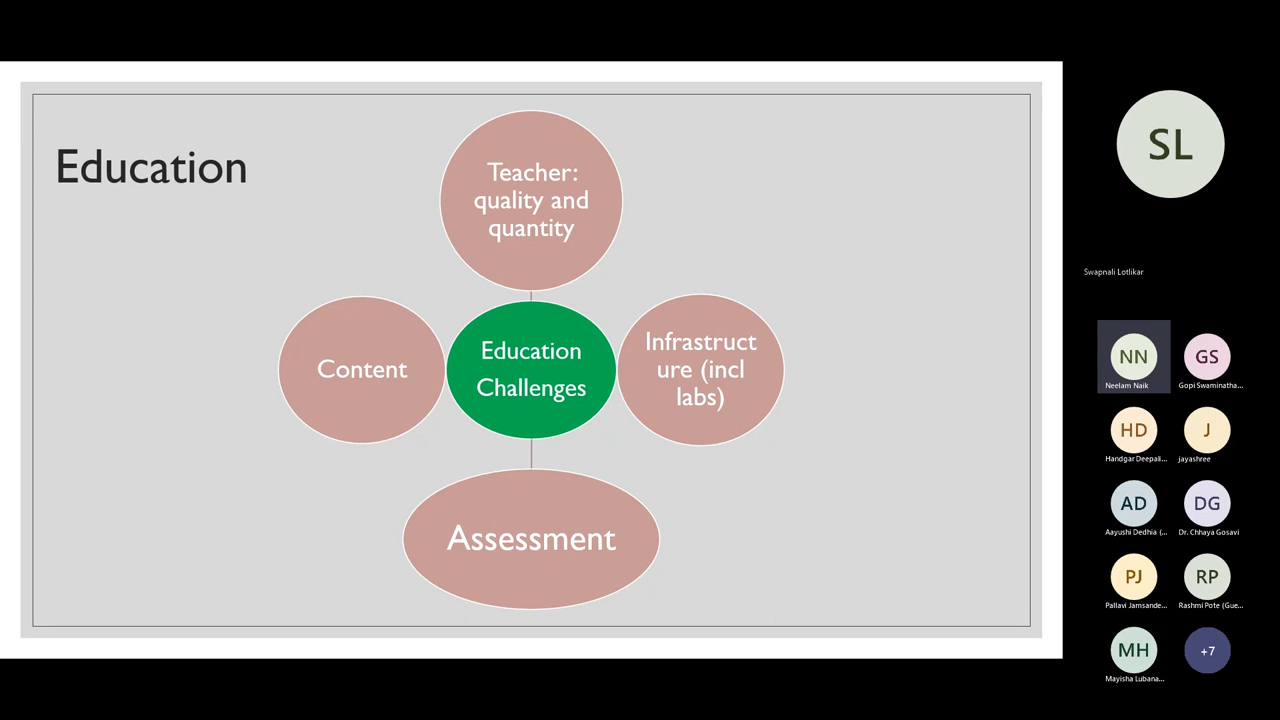 Education
Teacher:
quality and
quantity
Content
Education
Challenges
Infrastruct
ure (incl
labs)
Assessment
SL
Swapnali Lotlikar
NN
Neelam Naik
GS
Gopi Swaminatha...
HD
Handgar Deepali...
J
jayashree
AD
Aayushi Dedhia (...
DG
Dr. Chhaya Gosavi
PJ
Pallavi Jamsande...
RP
Rashmi Pote (Gue...
MH
Mayisha Lubana...
+7